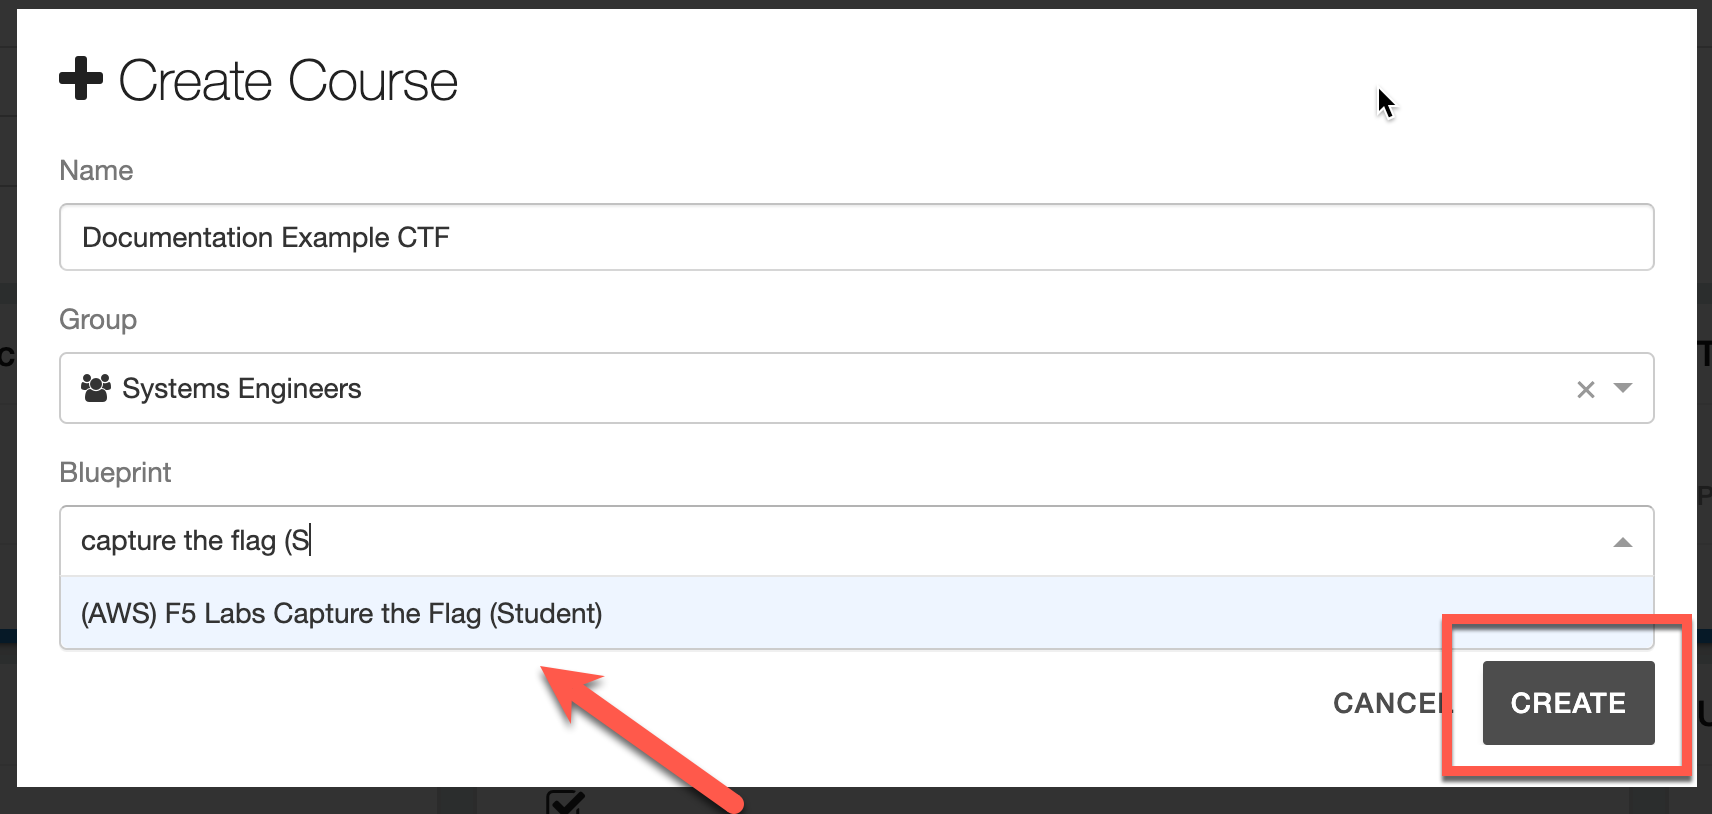 Create Course
Name
Documentation Example CTF
Group
Systems Engineers
Blueprint
capture the flag (S
(AWS) F5 Labs Capture the Flag (Student)
CANCEL
CREATE